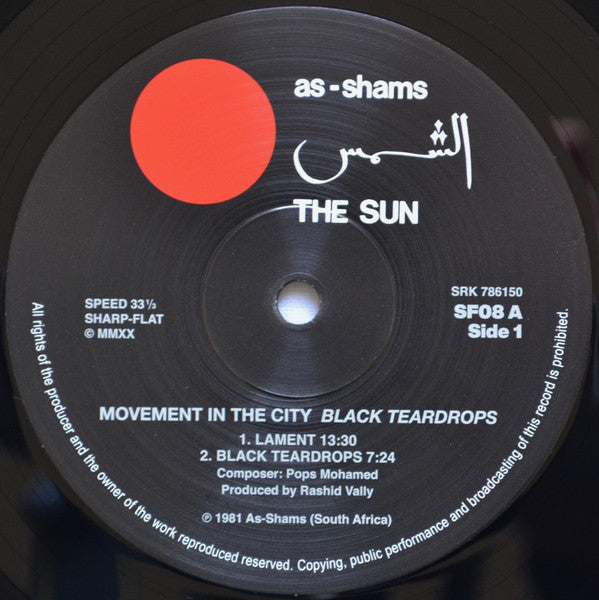 as-shams
الشمس
THE SUN
SPEED 33⅓
SHARP-FLAT
© MMXX
SRK 786150
SF08 A
Side 1
MOVEMENT IN THE CITY BLACK TEARDROPS
1. LAMENT 13:30
2. BLACK TEARDROPS 7:24
Composer: Pops Mohamed
Produced by Rashid Vally
℗ 1981 As-Shams (South Africa)
All rights of the producer and the owner of the work reproduced reserved. Copying, public performance and broadcasting of this record is prohibited.